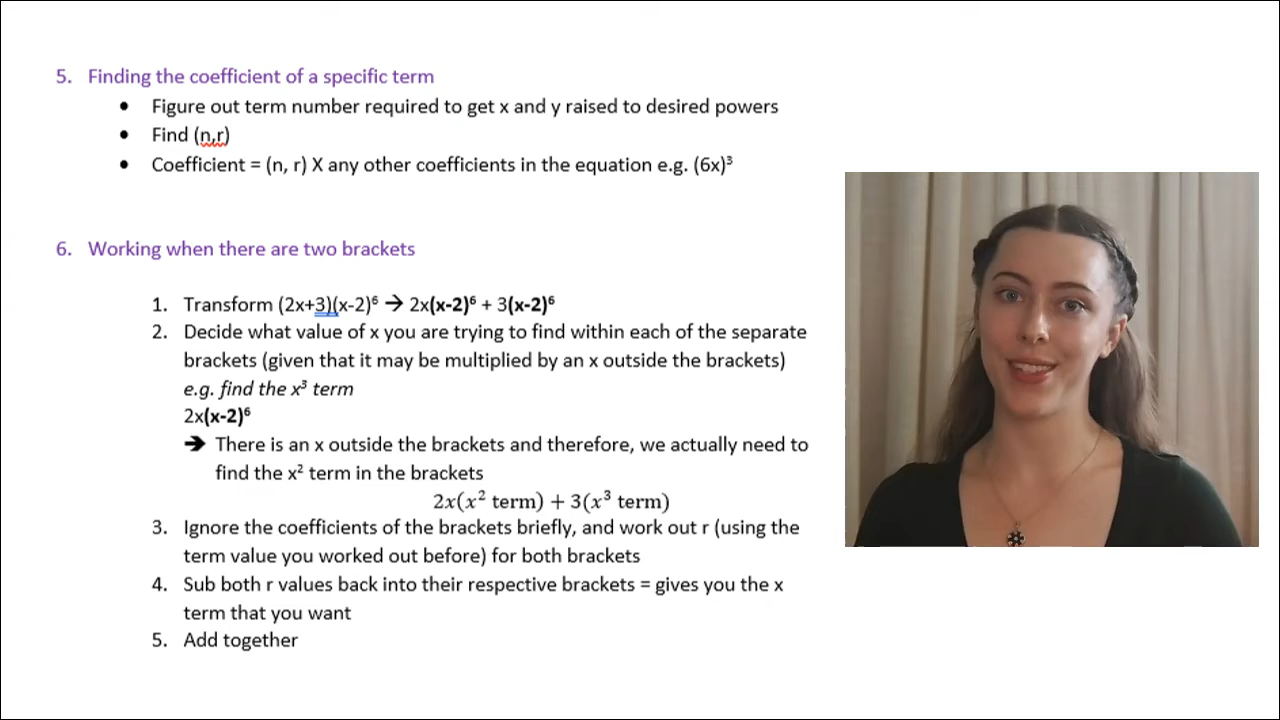 5. Finding the coefficient of a specific term
• Figure out term number required to get x and y raised to desired powers
• Find (n,r)
• Coefficient = (n, r) X any other coefficients in the equation e.g. (6x)³
6. Working when there are two brackets
1. Transform (2x+3)(x-2)⁶ → 2x(x-2)⁶ + 3(x-2)⁶
2. Decide what value of x you are trying to find within each of the separate
brackets (given that it may be multiplied by an x outside the brackets)
e.g. find the x³ term
2x(x-2)⁶
→ There is an x outside the brackets and therefore, we actually need to
find the x² term in the brackets
2x(x² term) + 3(x³ term)
3. Ignore the coefficients of the brackets briefly, and work out r (using the
term value you worked out before) for both brackets
4. Sub both r values back into their respective brackets = gives you the x
term that you want
5. Add together